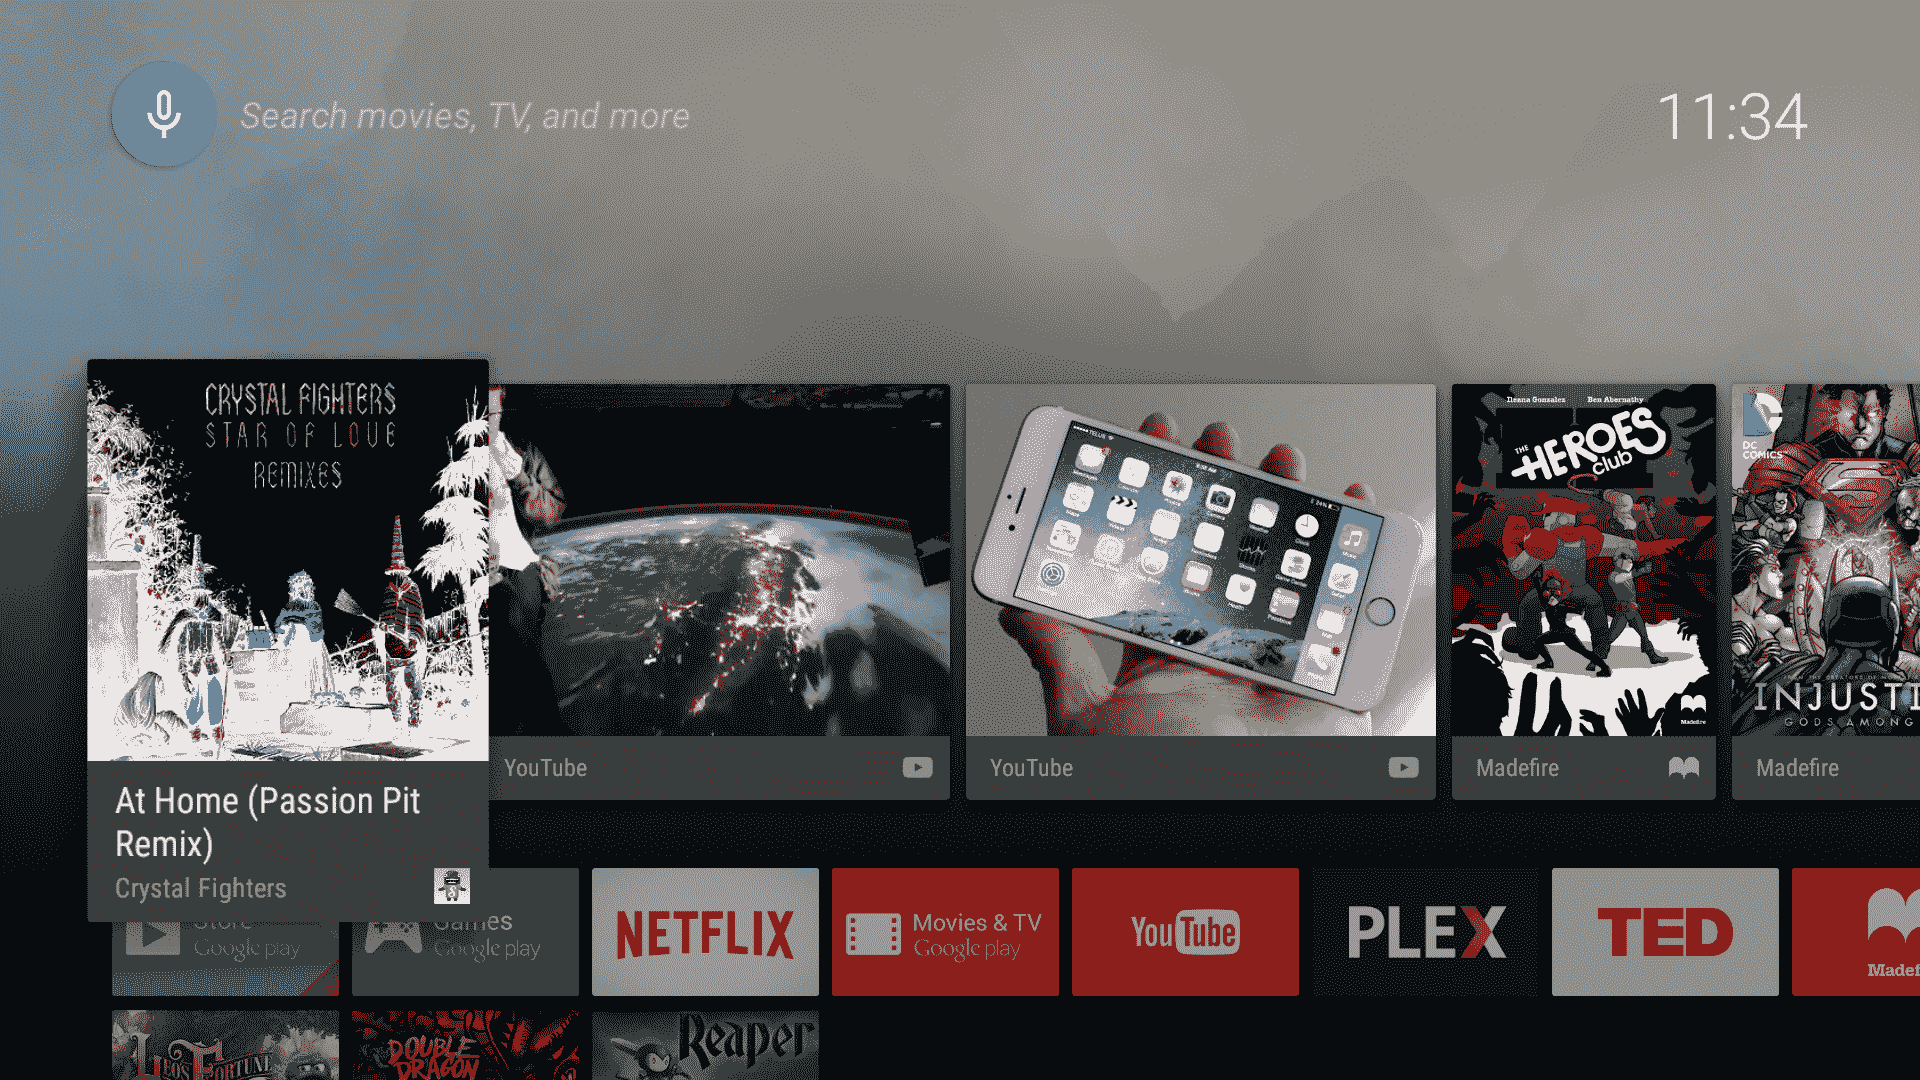 Search movies, TV, and more
11:34
CRYSTAL FIGHTERS
STAR OF LOVE
REMIXES
At Home (Passion Pit
Remix)
Crystal Fighters
YouTube
TELUS
YouTube
Ileana Gonzales Ben Abernathy
THE
HEROES
Club
Madefire
Madefire
DC
COMICS
INJUSTI
GODS AMONG
Madefire
Store
Google play
Games
Google play
NETFLIX
Movies & TV
Google play
YouTube
PLEX
TED
Madef
LEO'S FORTUNE
DOUBLE
DRAGON
Reaper